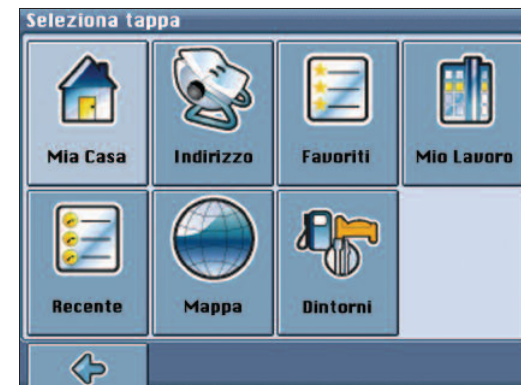 Seleziona tappa
Mia Casa
Indirizzo
Favoriti
Mio Lavoro
Recente
Mappa
Dintorni